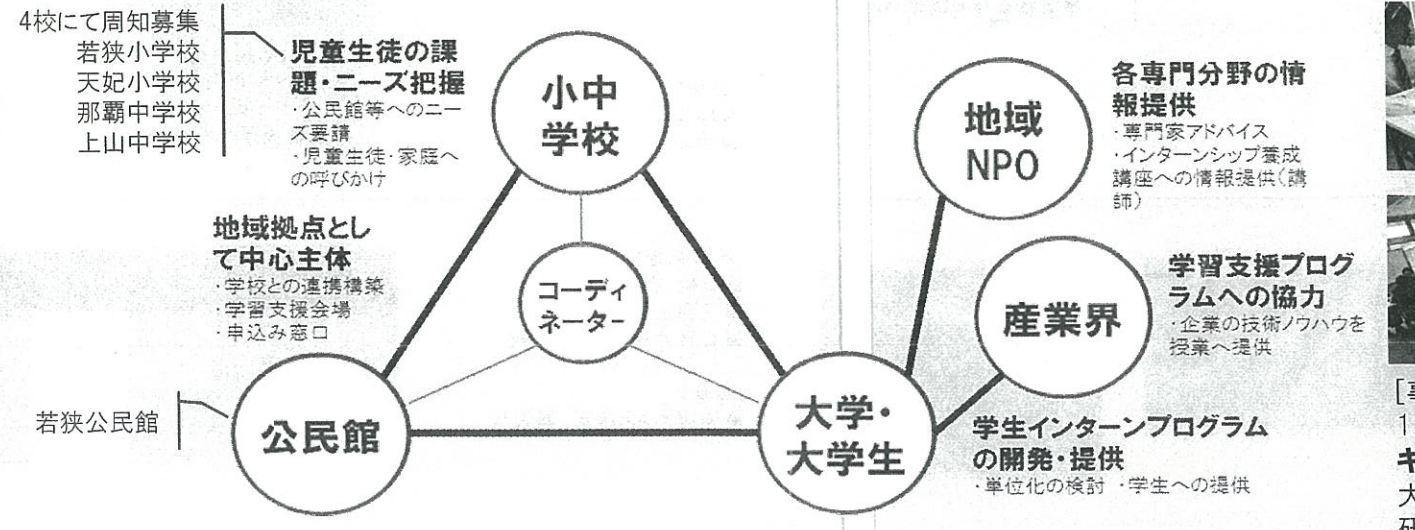 4校にて周知募集
若狭小学校
天妃小学校
那覇中学校
上山中学校
児童生徒の課
題・ニーズ把握
・公民館等へのニー
ズ要請
・児童生徒・家庭へ
の呼びかけ
小中
学校
地域
NPO
各専門分野の情
報提供
・専門家アドバイス
・インターンシップ養成
講座への情報提供(講
師)
地域拠点とし
て中心主体
・学校との連携構築
・学習支援会場
・申込み窓口
コーディ
ネーター
産業界
学習支援プログ
ラムへの協力
・企業の技術ノウハウを
授業へ提供
若狭公民館
公民館
大学・
大学生
学生インターンプログラム
の開発・提供
・単位化の検討 ・学生への提供